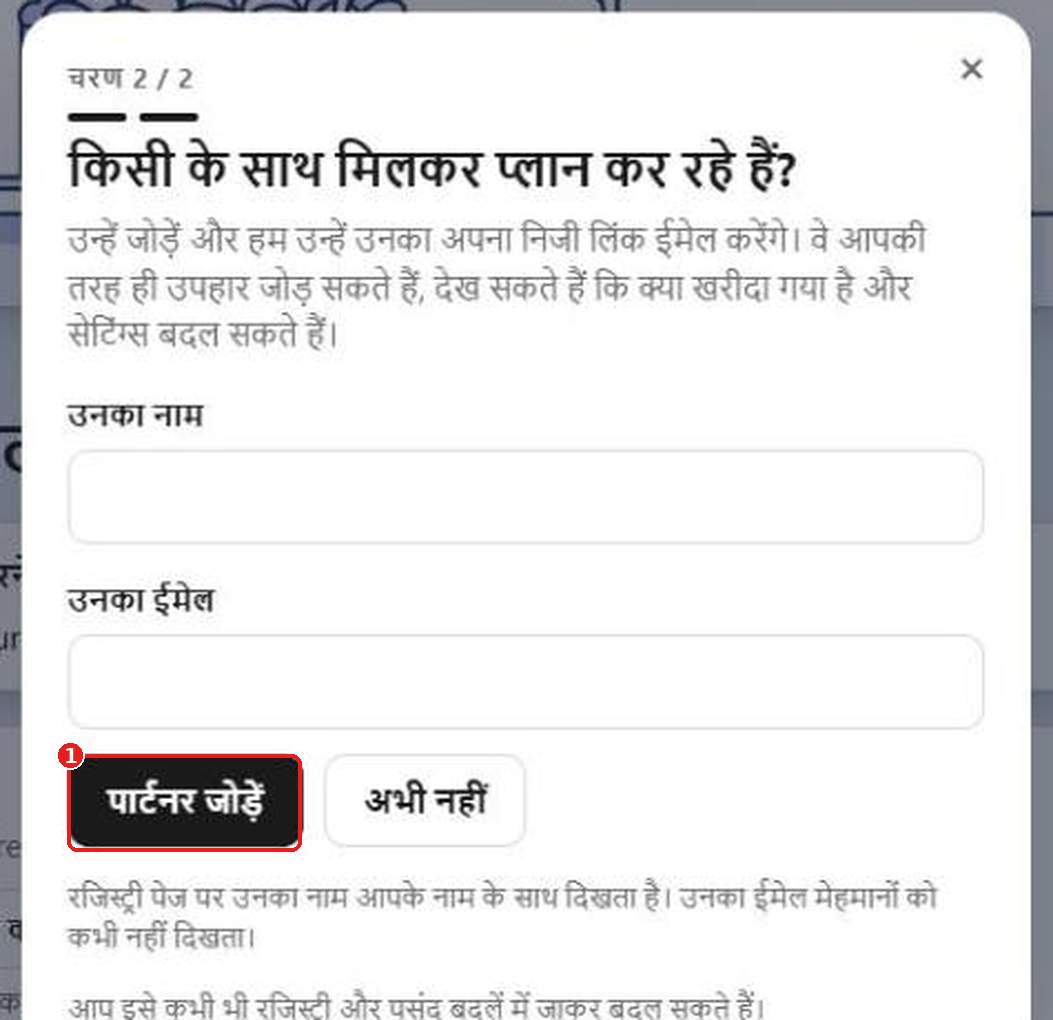 चरण 2 / 2
×
किसी के साथ मिलकर प्लान कर रहे हैं?
उन्हें जोड़ें और हम उन्हें उनका अपना निजी लिंक ईमेल करेंगे। वे आपकी
तरह ही उपहार जोड़ सकते हैं, देख सकते हैं कि क्या खरीदा गया है और
सेटिंग्स बदल सकते हैं।
उनका नाम
उनका ईमेल
1
पार्टनर जोड़ें
अभी नहीं
रजिस्ट्री पेज पर उनका नाम आपके नाम के साथ दिखता है। उनका ईमेल मेहमानों को
कभी नहीं दिखता।
आप इसे कभी भी रजिस्ट्री और पसंद बदलें में जाकर बदल सकते हैं।